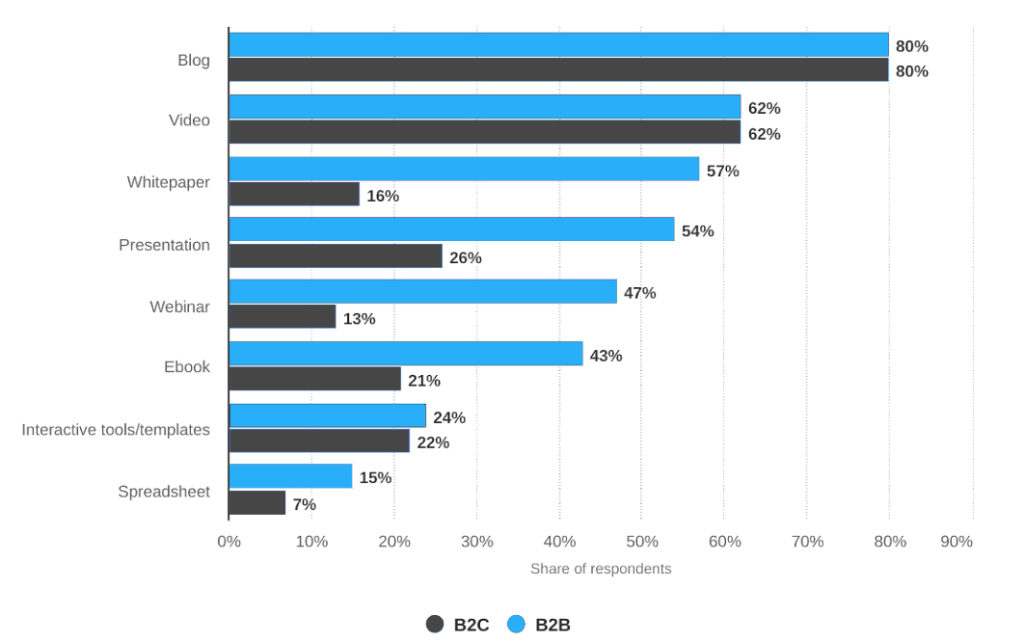 Blog
80%
80%
Video
62%
62%
Whitepaper
57%
16%
Presentation
54%
26%
Webinar
47%
13%
Ebook
43%
21%
Interactive tools/templates
24%
22%
Spreadsheet
15%
7%
0% 10% 20% 30% 40% 50% 60% 70% 80% 90%
Share of respondents
B2C B2B